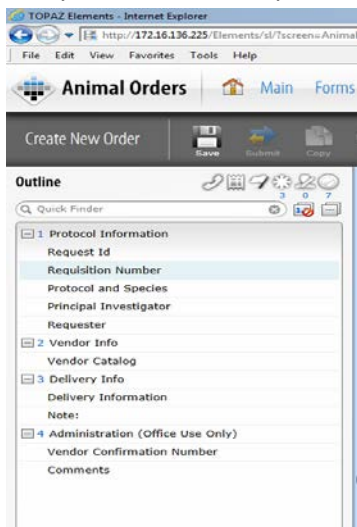 TOPAZ Elements - Internet Explorer
http://172.16.136.225/Elements/sl/?screen=Animal
File Edit View Favorites Tools Help
Animal Orders Main Forms
Create New Order Save Submit Copy
Outline
3 0 7
Quick Finder
1 Protocol Information
Request Id
Requisition Number
Protocol and Species
Principal Investigator
Requester
2 Vendor Info
Vendor Catalog
3 Delivery Info
Delivery Information
Note:
4 Administration (Office Use Only)
Vendor Confirmation Number
Comments